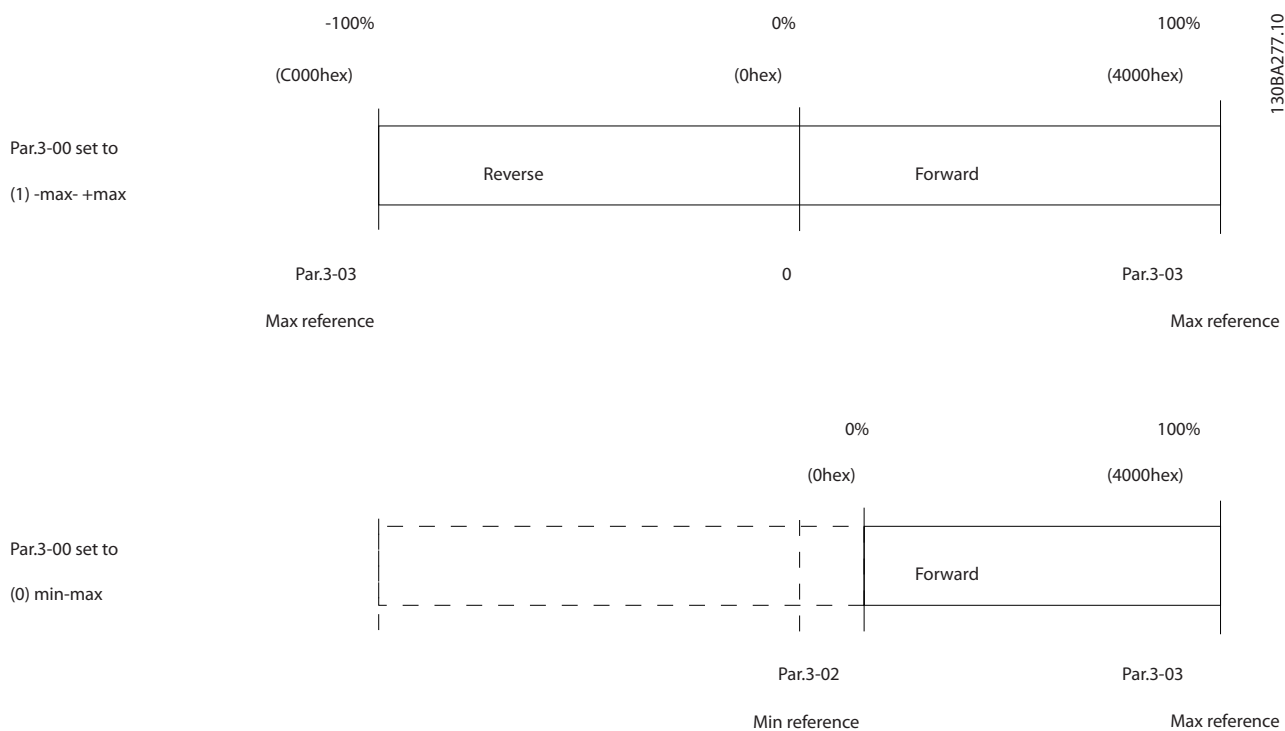 -100% 0% 100%
(C000hex) (0hex) (4000hex)
130BA277.10
Par.3-00 set to
(1) -max- +max
Reverse Forward
Par.3-03 0 Par.3-03
Max reference Max reference
0% 100%
(0hex) (4000hex)
Par.3-00 set to
(0) min-max
Forward
Par.3-02 Par.3-03
Min reference Max reference